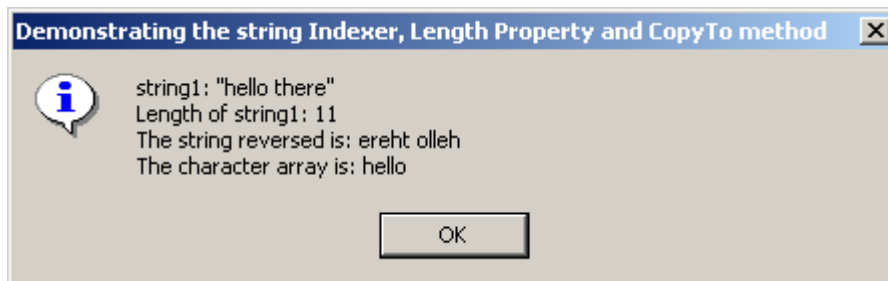 Demonstrating the string Indexer, Length Property and CopyTo method
string1: "hello there"
Length of string1: 11
The string reversed is: ereht olleh
The character array is: hello
OK